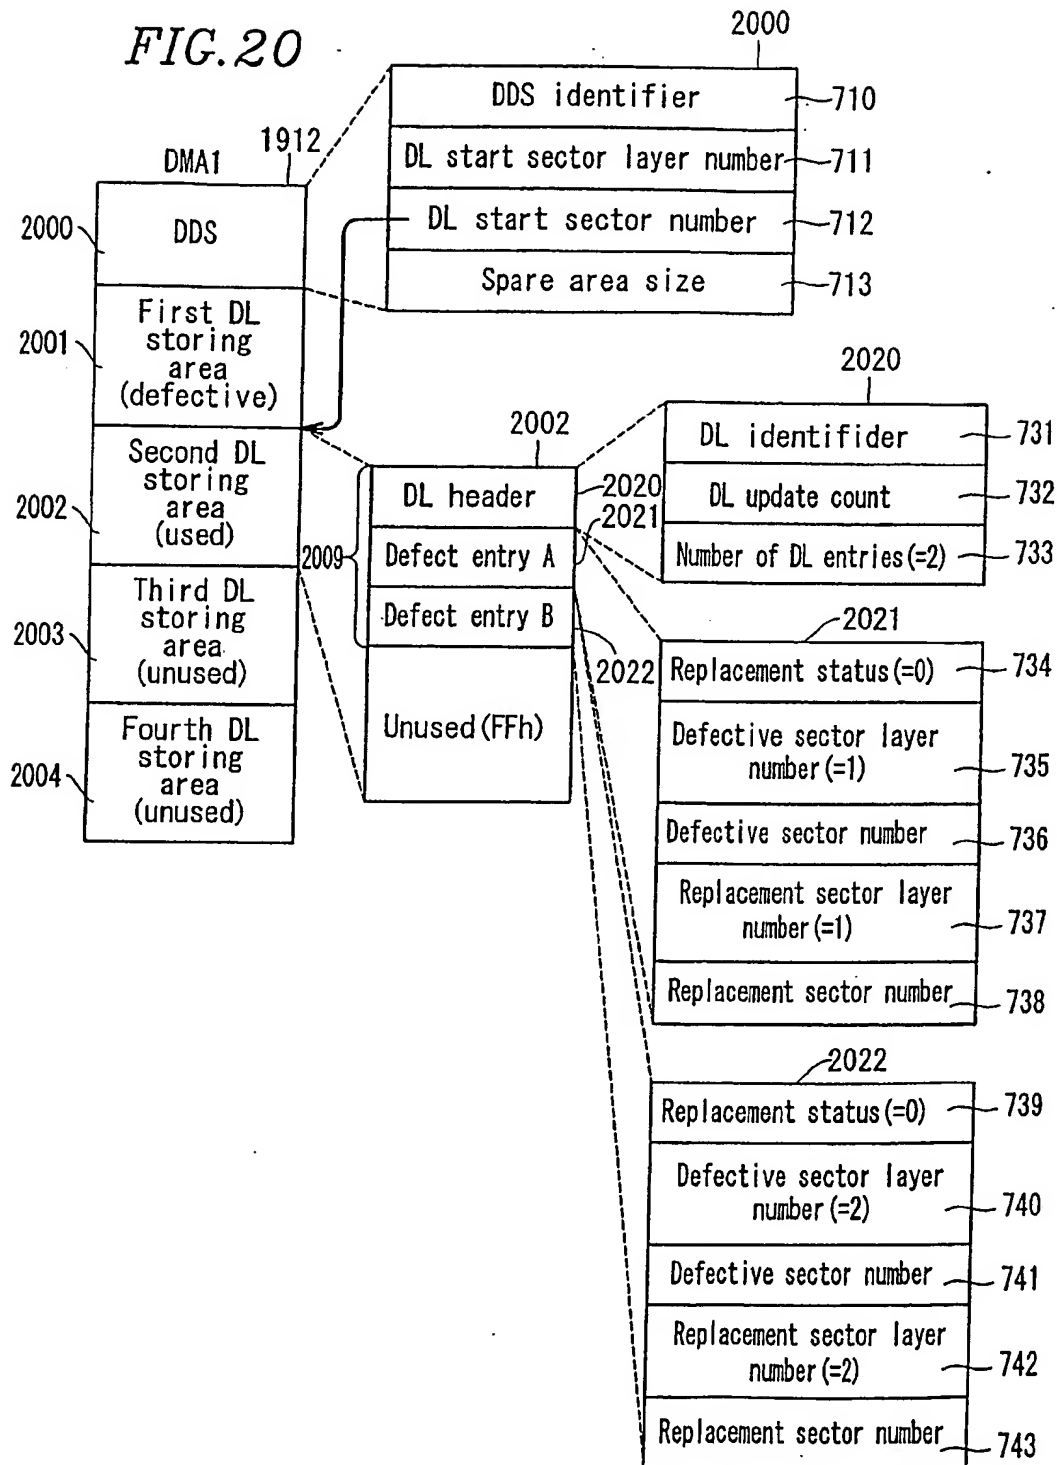 FIG.20
2000
DDS identifier
710
DL start sector layer number
711
DL start sector number
712
Spare area size
713
DMA1
1912
2000
DDS
2001
First DL
storing
area
(defective)
2002
Second DL
storing
area
(used)
2003
Third DL
storing
area
(unused)
2004
Fourth DL
storing
area
(unused)
2002
2009
DL header
2020
2021
Defect entry A
Defect entry B
2022
Unused(FFh)
2020
DL identifider
731
DL update count
732
Number of DL entries(=2)
733
2021
Replacement status(=0)
734
Defective sector layer
number(=1)
735
Defective sector number
736
Replacement sector layer
number(=1)
737
Replacement sector number
738
2022
Replacement status(=0)
739
Defective sector layer
number(=2)
740
Defective sector number
741
Replacement sector layer
number(=2)
742
Replacement sector number
743